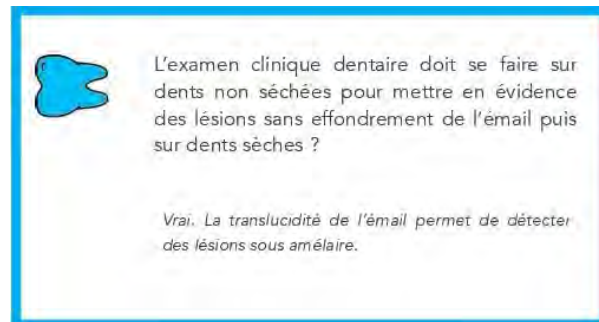 L'examen clinique dentaire doit se faire sur
dents non séchées pour mettre en évidence
des lésions sans effondrement de l'émail puis
sur dents sèches ?
Vrai. La translucidité de l'émail permet de détecter
des lésions sous amélaire.